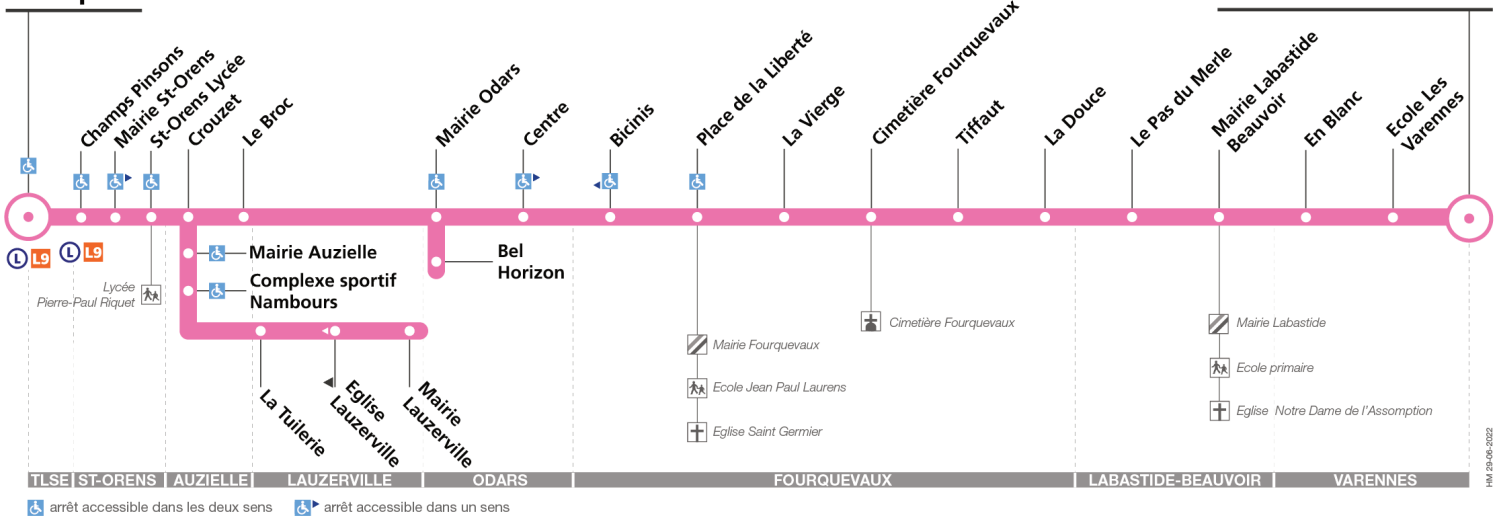 Champs Pinsons
Mairie St-Orens
St-Orens Lycée
Crouzet
Le Broc
Mairie Odars
Centre
Bicinis
Place de la Liberté
La Vierge
Cimetière Fourquevaux
Tiffaut
La Douce
Le Pas du Merle
Mairie Labastide
Beauvoir
En Blanc
Ecole Les
Varennes
L L9
L L9
Mairie Auzielle
Complexe sportif
Nambours
Bel
Horizon
Lycée
Pierre-Paul Riquet
La Tuilerie
Eglise
Lauzerville
Mairie
Lauzerville
Mairie Fourquevaux
Ecole Jean Paul Laurens
Eglise Saint Germier
Cimetière Fourquevaux
Mairie Labastide
Ecole primaire
Eglise Notre Dame de l'Assomption
TLSE ST-ORENS AUZIELLE LAUZERVILLE ODARS FOURQUEVAUX LABASTIDE-BEAUVOIR VARENNES
arrêt accessible dans les deux sens arrêt accessible dans un sens
HM 29-06-2022